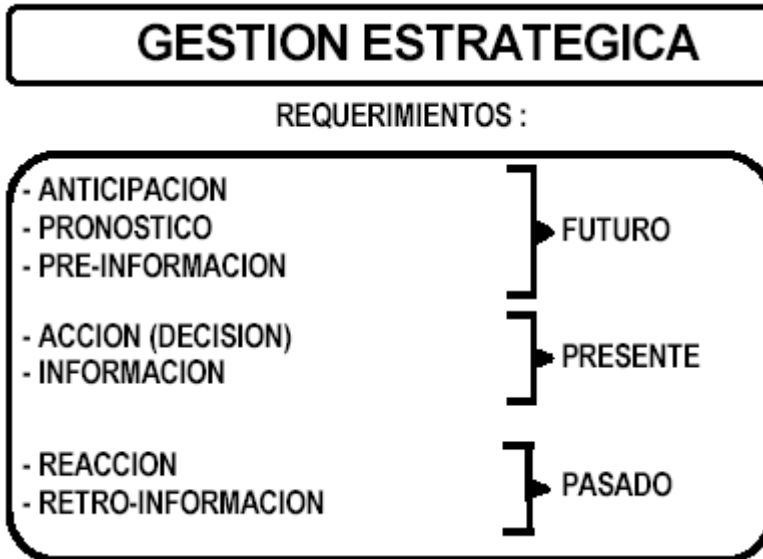 GESTION ESTRATEGICA
REQUERIMIENTOS :
- ANTICIPACION
- PRONOSTICO
- PRE-INFORMACION
FUTURO
- ACCION (DECISION)
- INFORMACION
PRESENTE
- REACCION
- RETRO-INFORMACION
PASADO